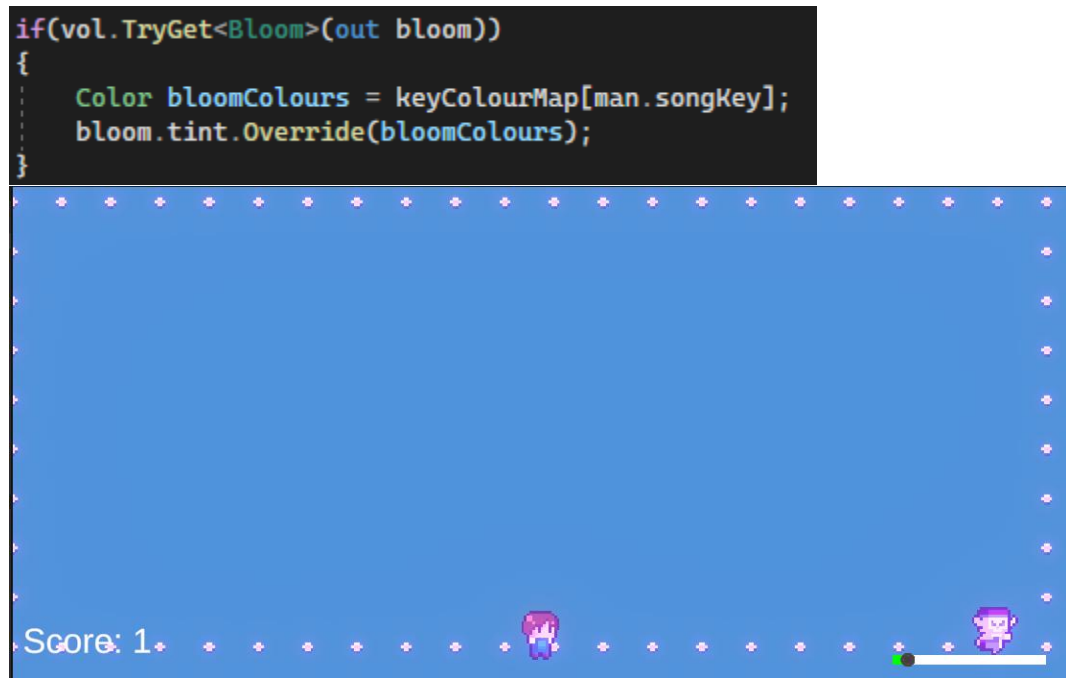 if(vol.TryGet<Bloom>(out bloom))
{
Color bloomColours = keyColourMap[man.songKey];
bloom.tint.Override(bloomColours);
}
Score: 1